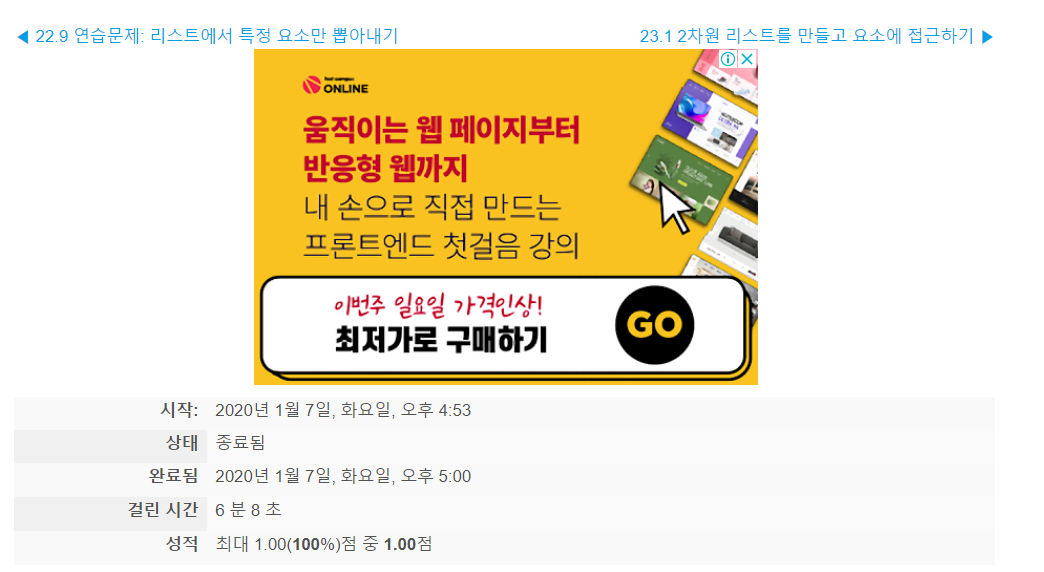 ◀ 22.9 연습문제: 리스트에서 특정 요소만 뽑아내기
23.1 2차원 리스트를 만들고 요소에 접근하기 ▶
fast campus
ONLINE
움직이는 웹 페이지부터
반응형 웹까지
내 손으로 직접 만드는
프론트엔드 첫걸음 강의
이번주 일요일 가격인상!
최저가로 구매하기
GO
시작: 2020년 1월 7일, 화요일, 오후 4:53
상태 종료됨
완료됨 2020년 1월 7일, 화요일, 오후 5:00
걸린 시간 6 분 8 초
성적 최대 1.00(100%)점 중 1.00점